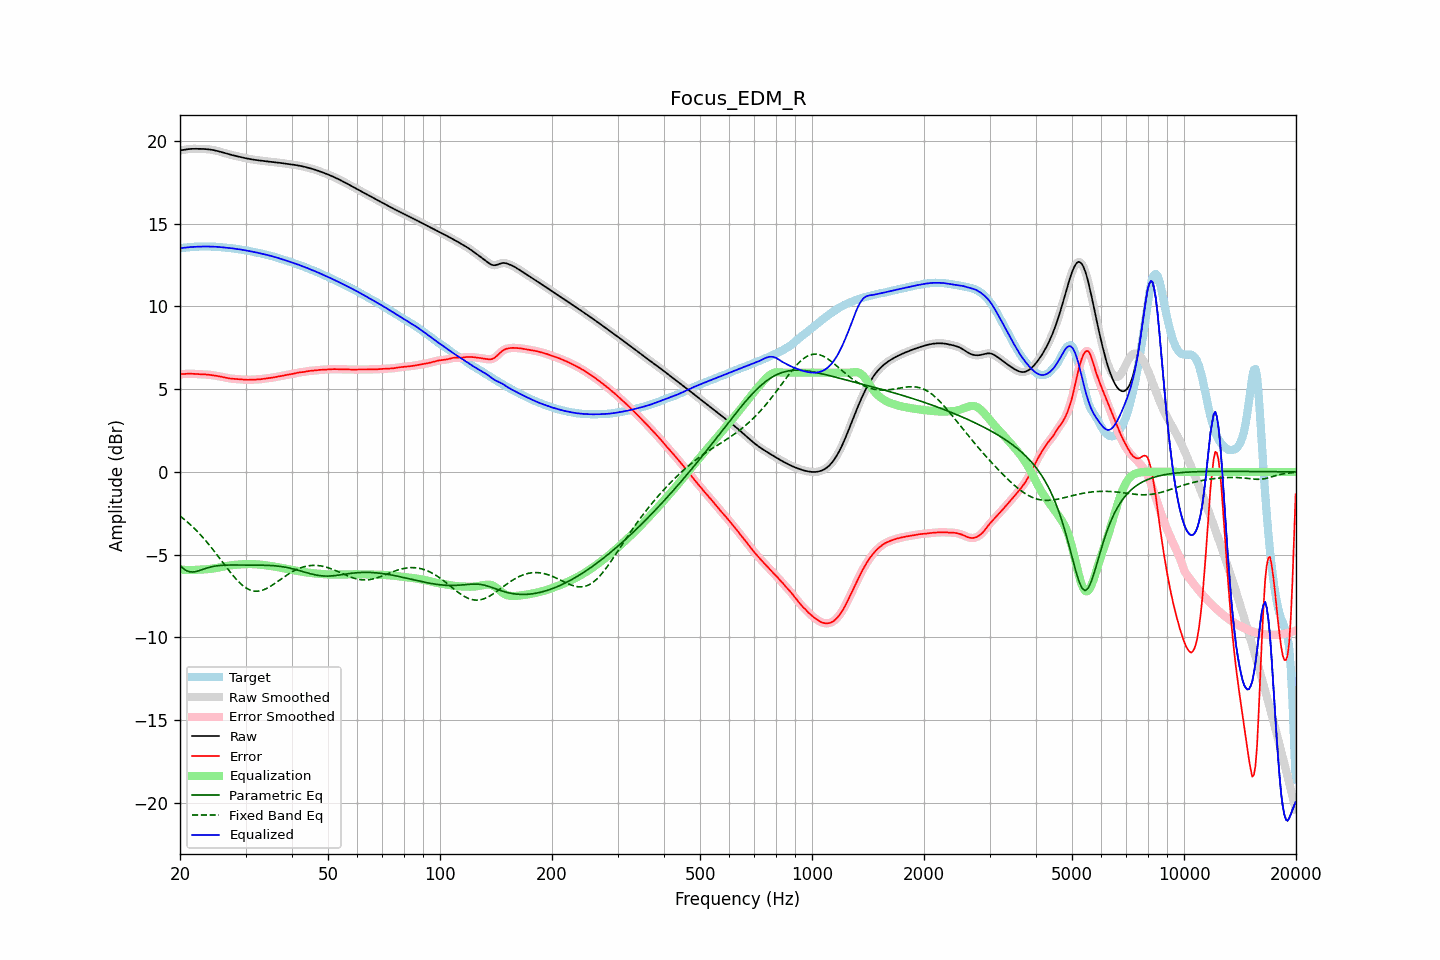 Focus_EDM_R
Amplitude (dBr)
20
15
10
5
0
−5
−10
−15
−20
Target
Raw Smoothed
Error Smoothed
Raw
Error
Equalization
Parametric Eq
Fixed Band Eq
Equalized
20 50 100 200 500 1000 2000 5000 10000 20000
Frequency (Hz)